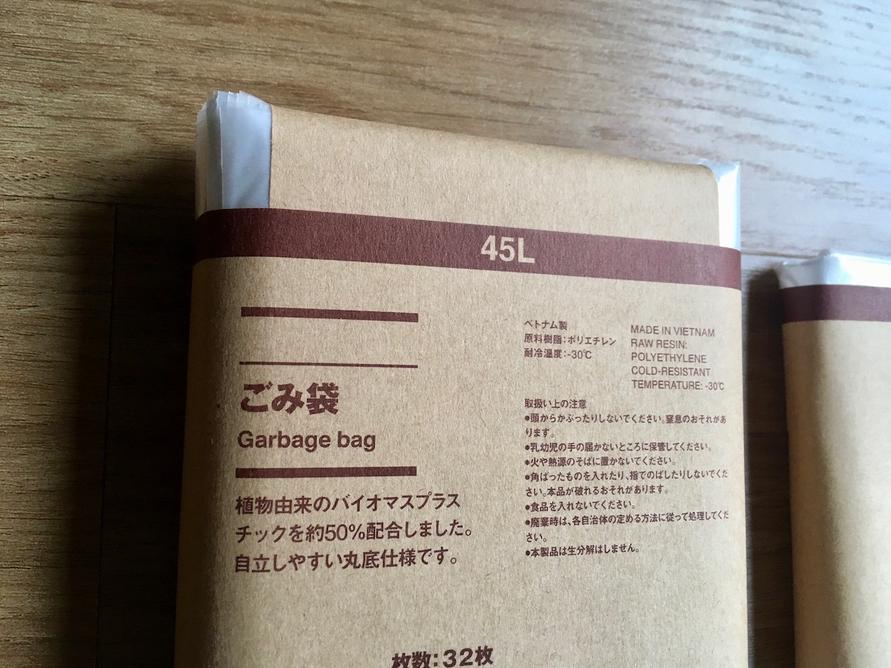 45L
ごみ袋
Garbage bag
植物由来のバイオマスプラス
チックを約50%配合しました。
自立しやすい丸底仕様です。
ベトナム製
原料樹脂:ポリエチレン
耐冷温度:-30℃
MADE IN VIETNAM
RAW RESIN:
POLYETHYLENE
COLD-RESISTANT
TEMPERATURE: -30℃
取扱い上の注意
●頭からかぶったりしないでください。窒息のおそれがあ
ります。
●乳幼児の手の届かないところに保管してください。
●火や熱源のそばに置かないでください。
●角ばったものを入れたり、指でのばしたりしないでくだ
さい。本品が破れるおそれがあります。
●食品を入れないでください。
●廃棄時は、各自治体の定める方法に従って処理してくだ
さい。
●本製品は生分解はしません。
枚数:32枚